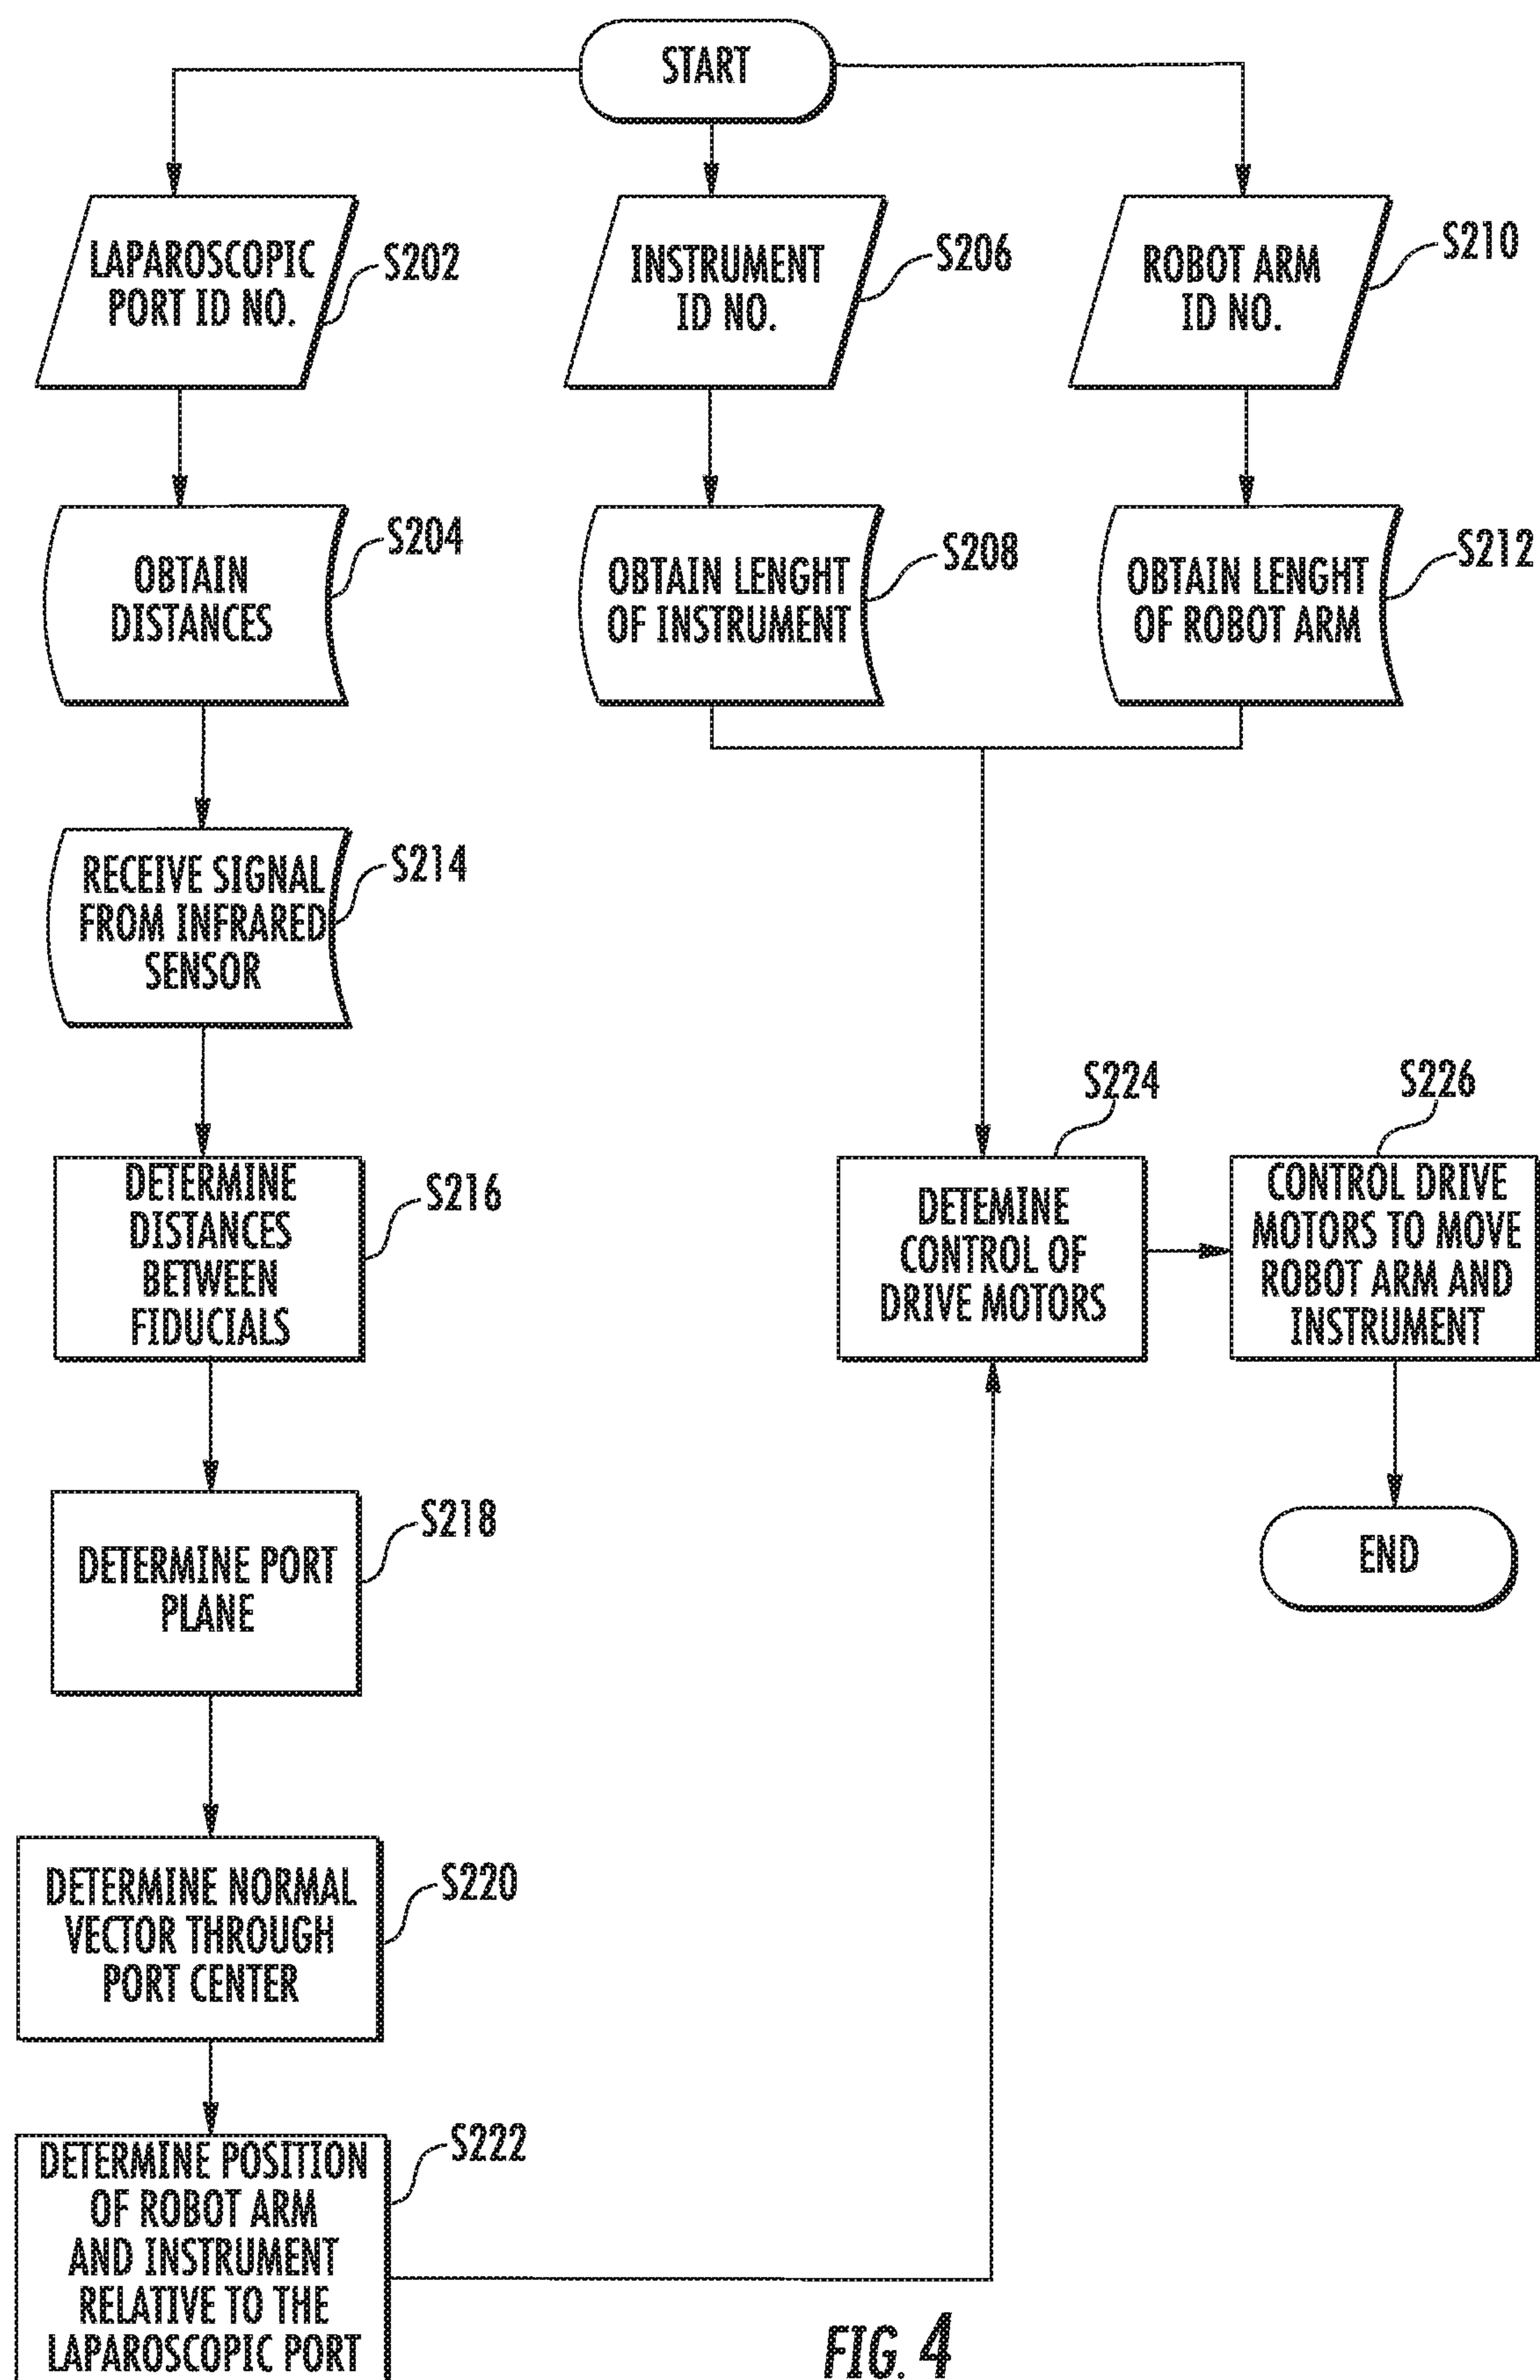 START
LAPAROSCOPIC
PORT ID NO.
S202
INSTRUMENT
ID NO.
S206
ROBOT ARM
ID NO.
S210
OBTAIN
DISTANCES
S204
OBTAIN LENGHT
OF INSTRUMENT
S208
OBTAIN LENGHT
OF ROBOT ARM
S212
RECEIVE SIGNAL
FROM INFRARED
SENSOR
S214
DETERMINE
DISTANCES
BETWEEN
FIDUCIALS
S216
DETEMINE
CONTROL OF
DRIVE MOTORS
S224
CONTROL DRIVE
MOTORS TO MOVE
ROBOT ARM AND
INSTRUMENT
S226
DETERMINE PORT
PLANE
S218
END
DETERMINE NORMAL
VECTOR THROUGH
PORT CENTER
S220
DETERMINE POSITION
OF ROBOT ARM
AND INSTRUMENT
RELATIVE TO THE
LAPAROSCOPIC PORT
S222
FIG. 4